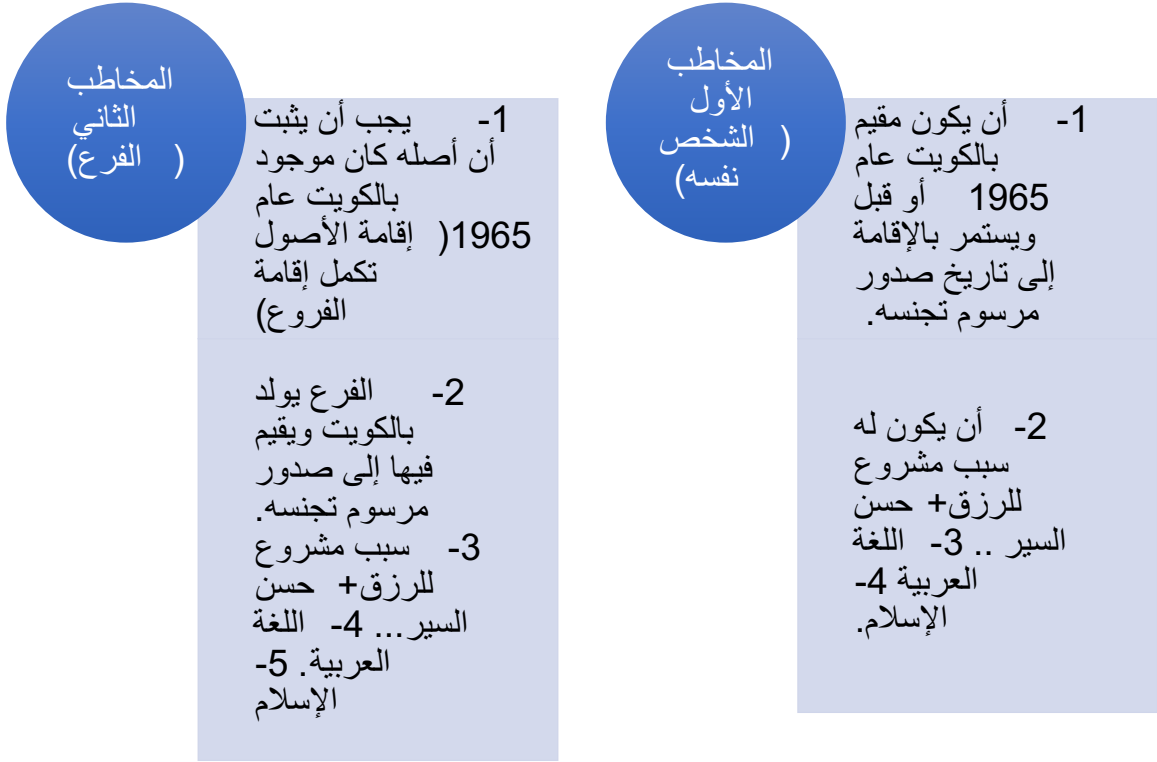 المخاطب
الأول
( الشخص
نفسه)
1- أن يكون مقيم
بالكويت عام
1965 أو قبل
ويستمر بالإقامة
إلى تاريخ صدور
مرسوم تجنسه.
2- أن يكون له
سبب مشروع
للرزق+ حسن
السير .. 3- اللغة
العربية 4-
الإسلام.
المخاطب
الثاني
( الفرع)
1- يجب أن يثبت
أن أصله كان موجود
بالكويت عام
1965( إقامة الأصول
تكمل إقامة
الفروع)
2- الفرع يولد
بالكويت ويقيم
فيها إلى صدور
مرسوم تجنسه.
3- سبب مشروع
للرزق+ حسن
السير... 4- اللغة
العربية. 5-
الإسلام